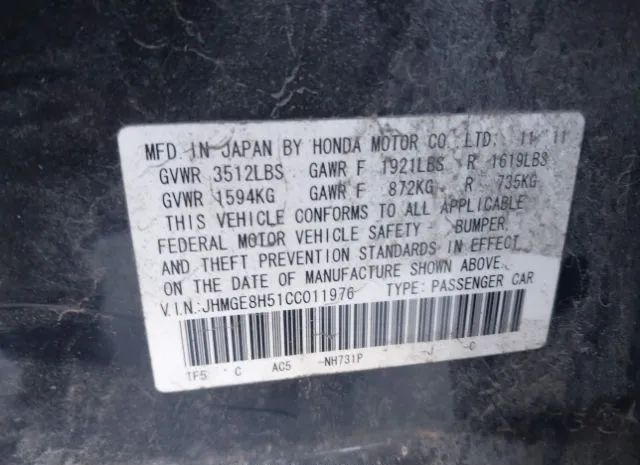 MFD. IN JAPAN BY HONDA MOTOR CO. LTD. 11 11
GVWR 3512LBS GAWR F 1921LBS R 1619LBS
GVWR 1594KG GAWR F 872KG R 735KG
THIS VEHICLE CONFORMS TO ALL APPLICABLE
FEDERAL MOTOR VEHICLE SAFETY BUMPER,
AND THEFT PREVENTION STANDARDS IN EFFECT
ON THE DATE OF MANUFACTURE SHOWN ABOVE.
V.I.N:JHMGE8H51CC011976 TYPE:PASSENGER CAR
TF5 C AC5 -NH731P -J -C